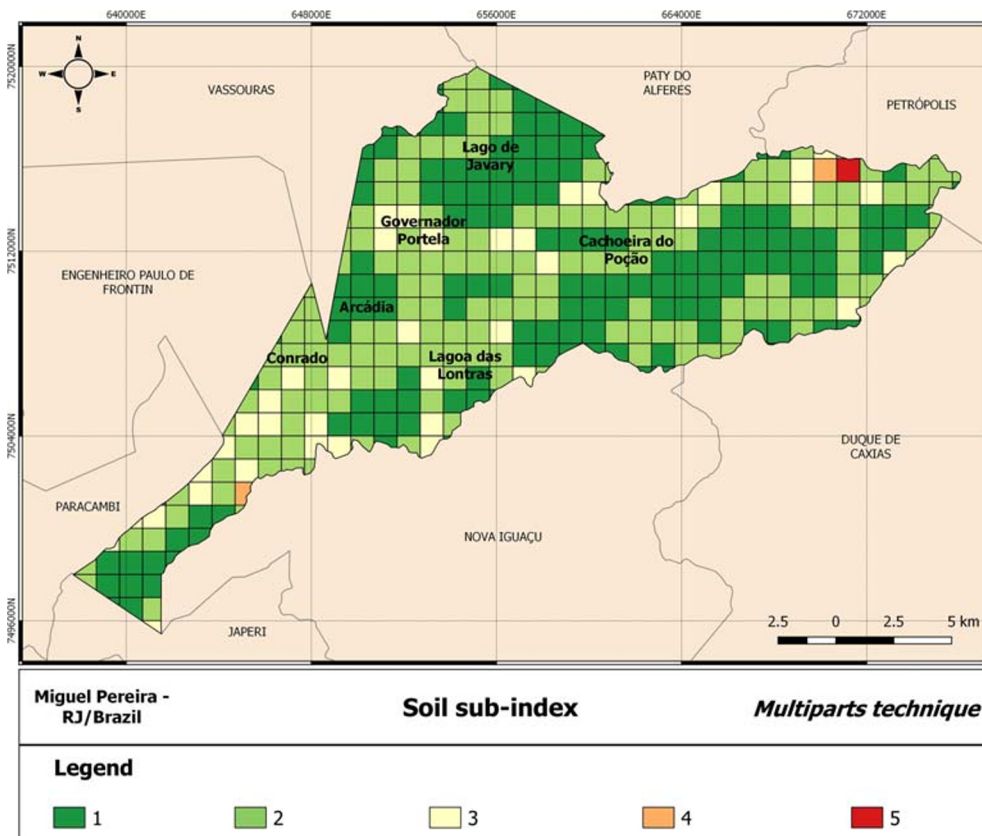 640000E 648000E 656000E 664000E 672000E
7520000N
7512000N
7504000N
7496000N
N
W E
S
VASSOURAS
PATY DO
ALFERES
PETRÓPOLIS
Lago de
Javary
Governador
Portela
Cachoeira do
Poção
ENGENHEIRO PAULO DE
FRONTIN
Arcádia
Conrado
Lagoa das
Lontras
DUQUE DE
CAXIAS
PARACAMBI
NOVA IGUAÇU
JAPERI
2.5 0 2.5 5 km
Miguel Pereira -
RJ/Brazil
Soil sub-index
Multiparts technique
Legend
1 2 3 4 5